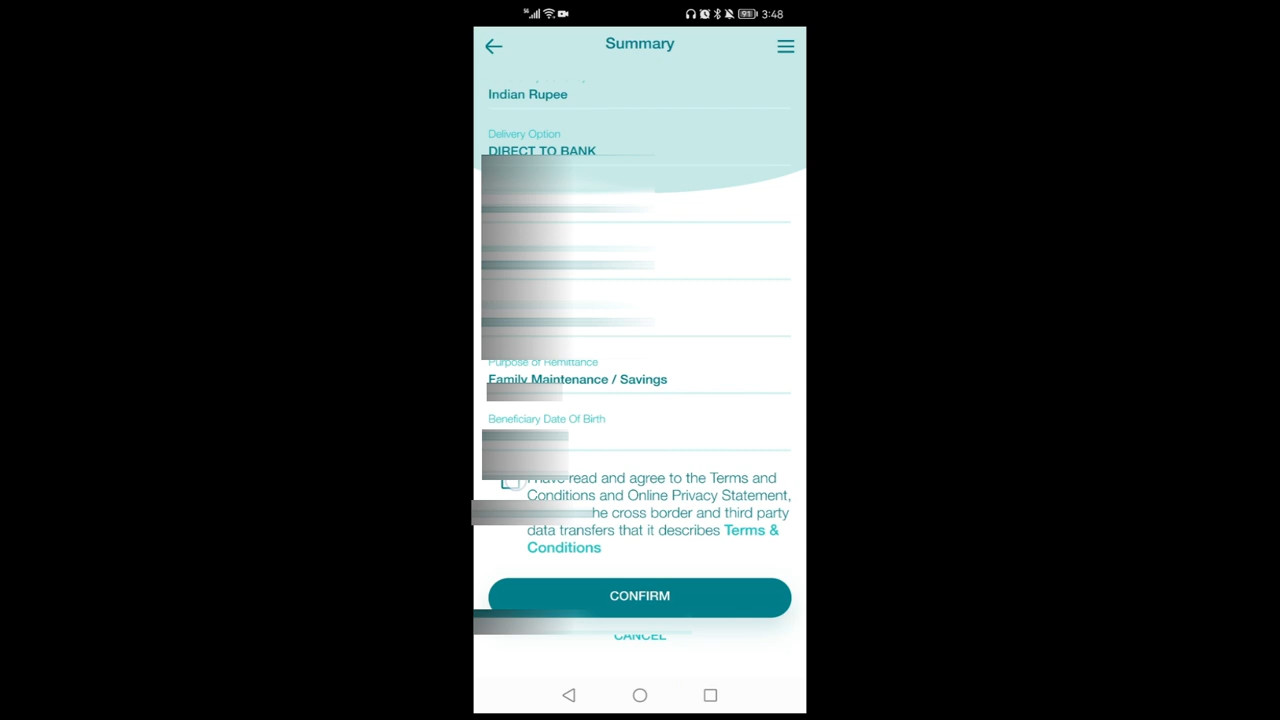 5G
91
3:48
Summary
Indian Rupee
Delivery Option
DIRECT TO BANK
Purpose of Remittance
Family Maintenance / Savings
Beneficiary Date Of Birth
I have read and agree to the Terms and
Conditions and Online Privacy Statement,
he cross border and third party
data transfers that it describes Terms &
Conditions
CONFIRM
CANCEL